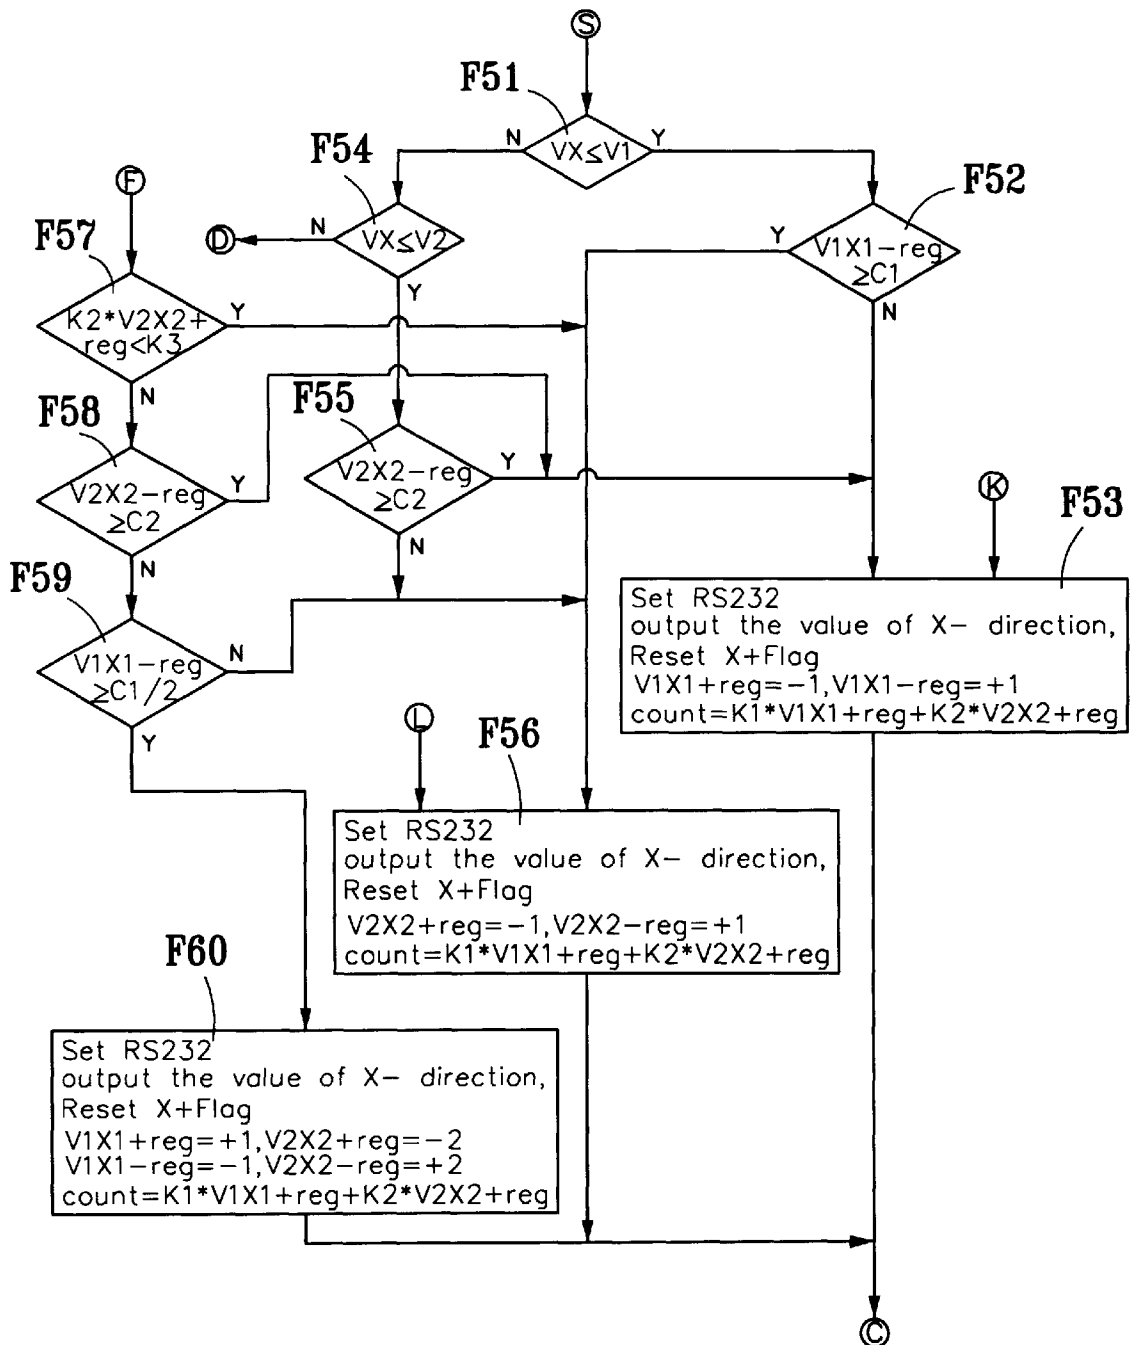 S
F51
VX≤V1
N
Y
F54
VX≤V2
N
Y
D
F52
V1X1-reg
≥C1
Y
N
F
F57
K2*V2X2+
reg<K3
Y
N
F58
V2X2-reg
≥C2
Y
N
F55
V2X2-reg
≥C2
Y
N
F59
V1X1-reg
≥C1/2
N
Y
K
F53
Set RS232
output the value of X- direction,
Reset X+Flag
V1X1+reg=-1,V1X1-reg=+1
count=K1*V1X1+reg+K2*V2X2+reg
L
F56
Set RS232
output the value of X- direction,
Reset X+Flag
V2X2+reg=-1,V2X2-reg=+1
count=K1*V1X1+reg+K2*V2X2+reg
F60
Set RS232
output the value of X- direction,
Reset X+Flag
V1X1+reg=+1,V2X2+reg=-2
V1X1-reg=-1,V2X2-reg=+2
count=K1*V1X1+reg+K2*V2X2+reg
C